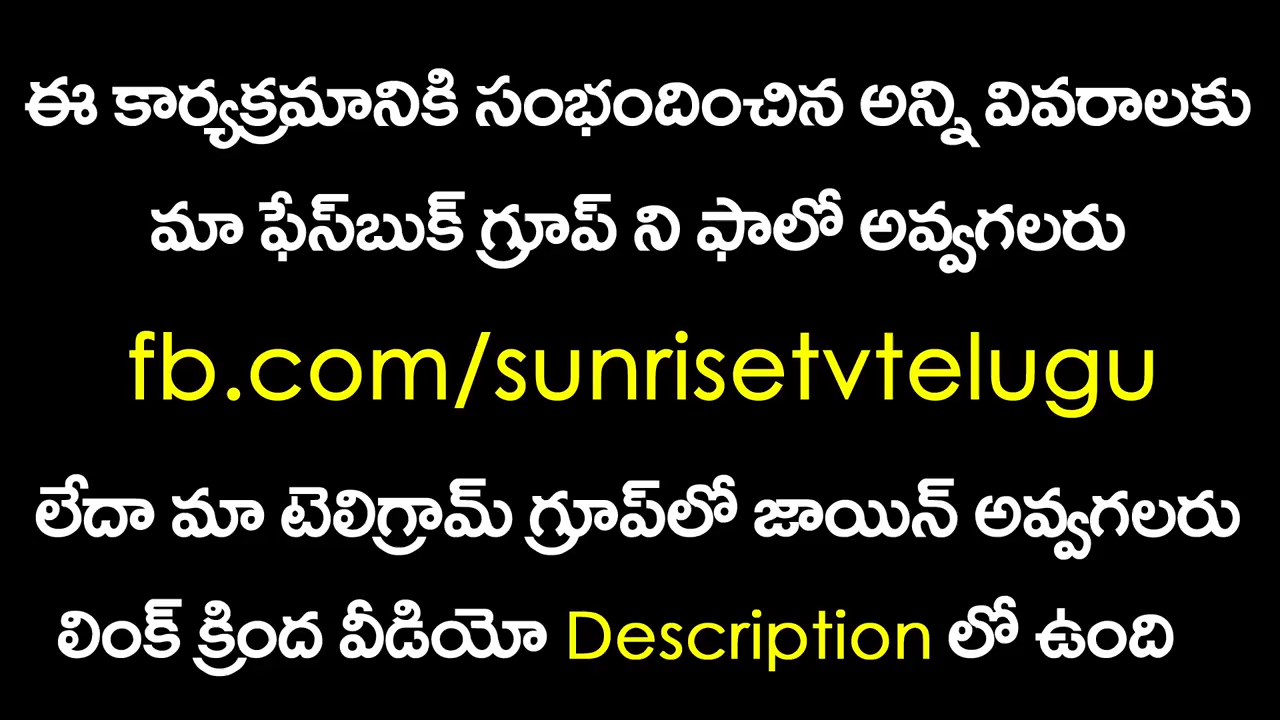 ఈ కార్యక్రమానికి సంభందించిన అన్ని వివరాలకు
మా ఫేస్‌బుక్ గ్రూప్ ని ఫాలో అవ్వగలరు
fb.com/sunrisetvtelugu
లేదా మా టెలిగ్రామ్ గ్రూప్‌లో జాయిన్ అవ్వగలరు
లింక్ క్రింద వీడియో Description లో ఉంది